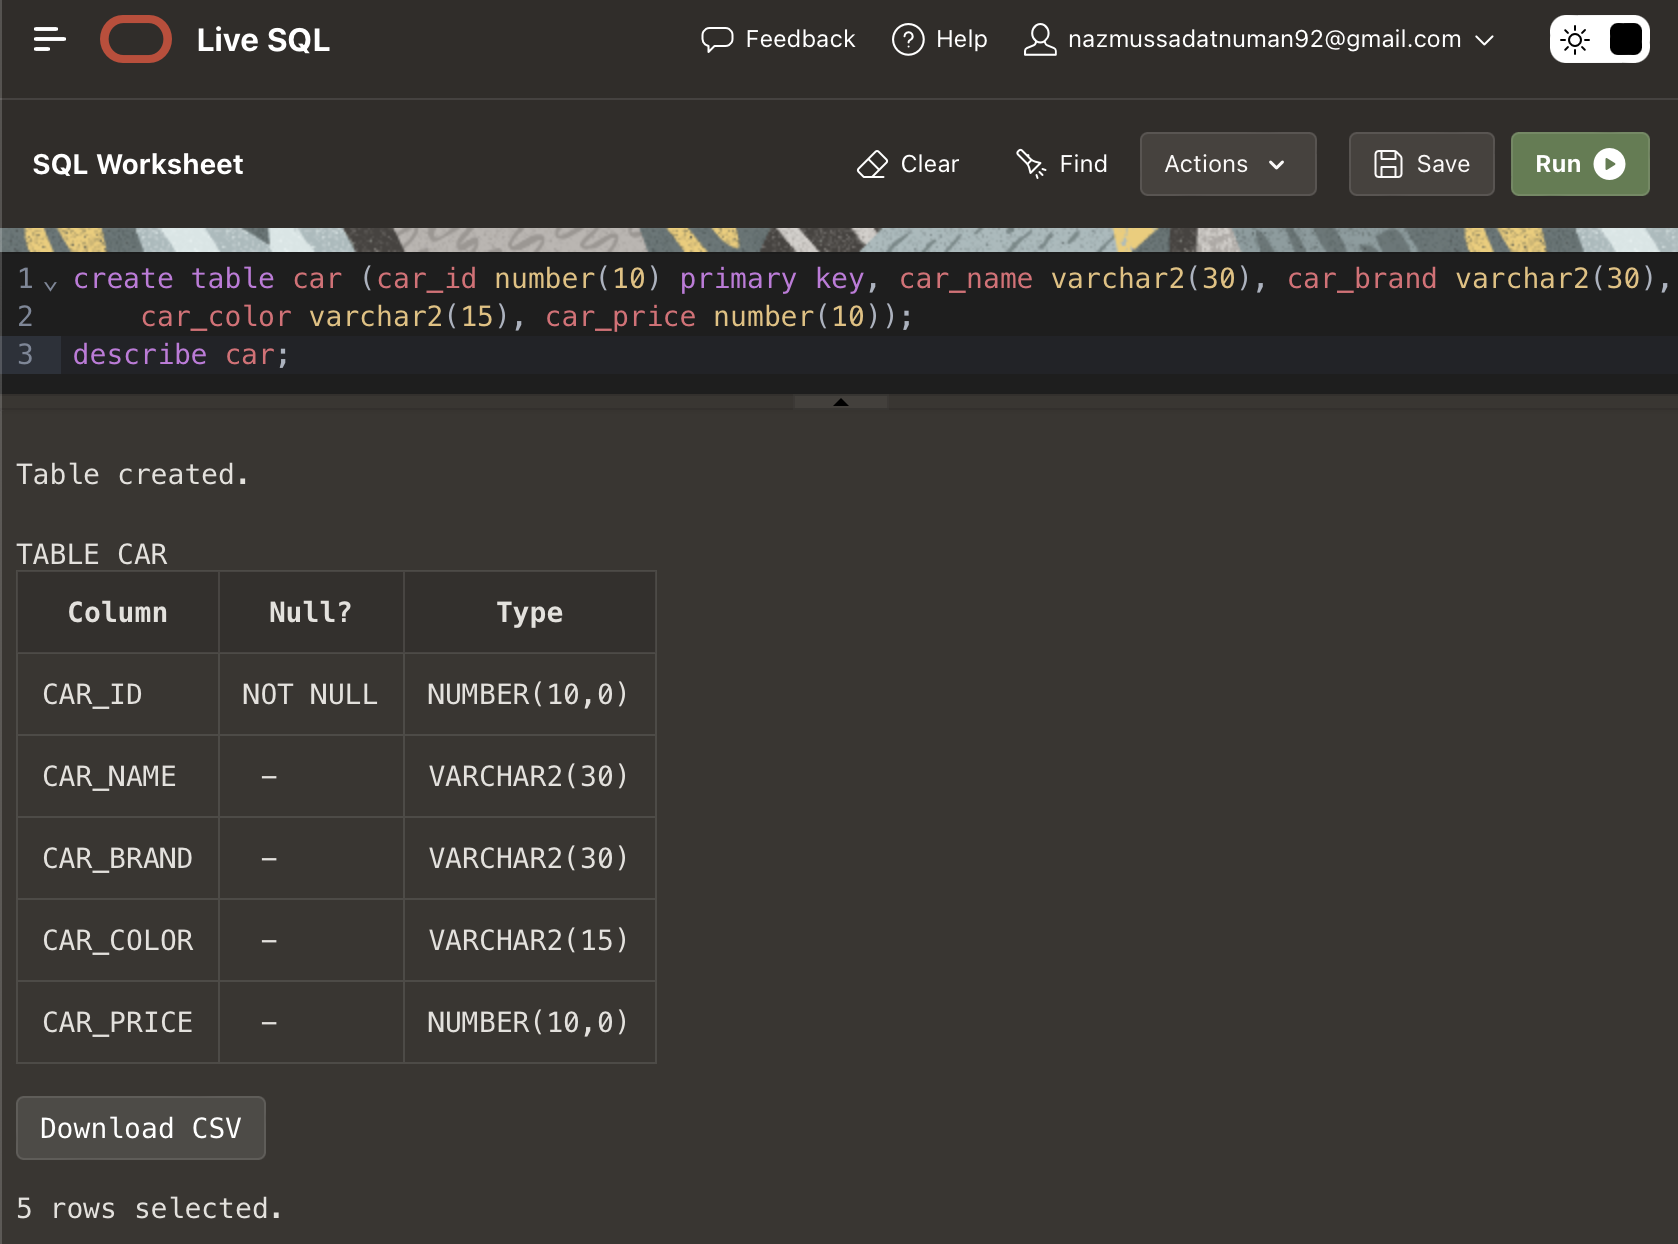 Live SQL
Feedback
Help
nazmussadatnuman92@gmail.com
SQL Worksheet
Clear
Find
Actions
Save
Run
1 create table car (car_id number(10) primary key, car_name varchar2(30), car_brand varchar2(30),
2 car_color varchar2(15), car_price number(10));
3 describe car;
Table created.
TABLE CAR
Column Null? Type
CAR_ID NOT NULL NUMBER(10,0)
CAR_NAME – VARCHAR2(30)
CAR_BRAND – VARCHAR2(30)
CAR_COLOR – VARCHAR2(15)
CAR_PRICE – NUMBER(10,0)
Download CSV
5 rows selected.